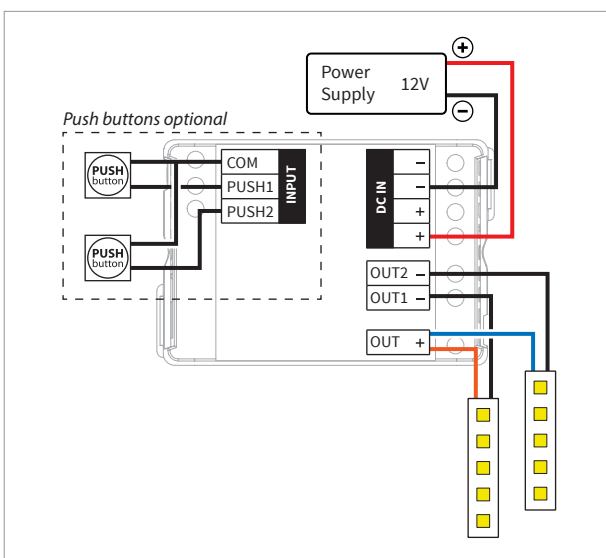 Power
Supply 12V
+
−
Push buttons optional
PUSH
button
PUSH
button
COM
PUSH1
PUSH2
INPUT
DC IN
−
−
+
+
OUT2 −
OUT1 −
OUT +